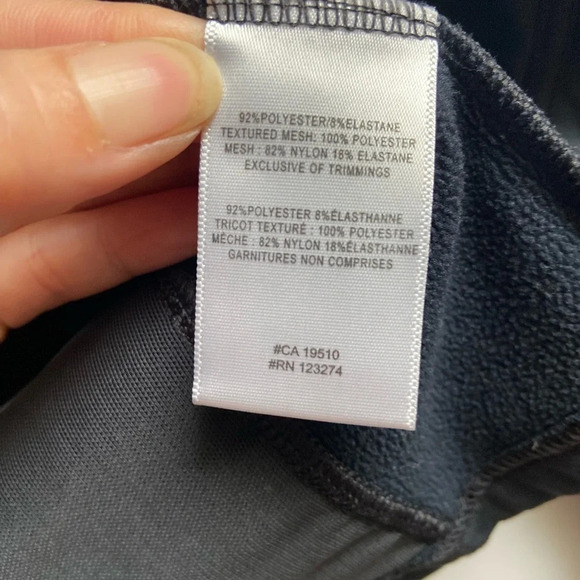 92%POLYESTER/8%ELASTANE
TEXTURED MESH: 100% POLYESTER
MESH : 82% NYLON 18% ELASTANE
EXCLUSIVE OF TRIMMINGS
92%POLYESTER 8%ÉLASTHANNE
TRICOT TEXTURÉ : 100% POLYESTER
MÈCHE : 82% NYLON 18%ÉLASTHANNE
GARNITURES NON COMPRISES
#CA 19510
#RN 123274